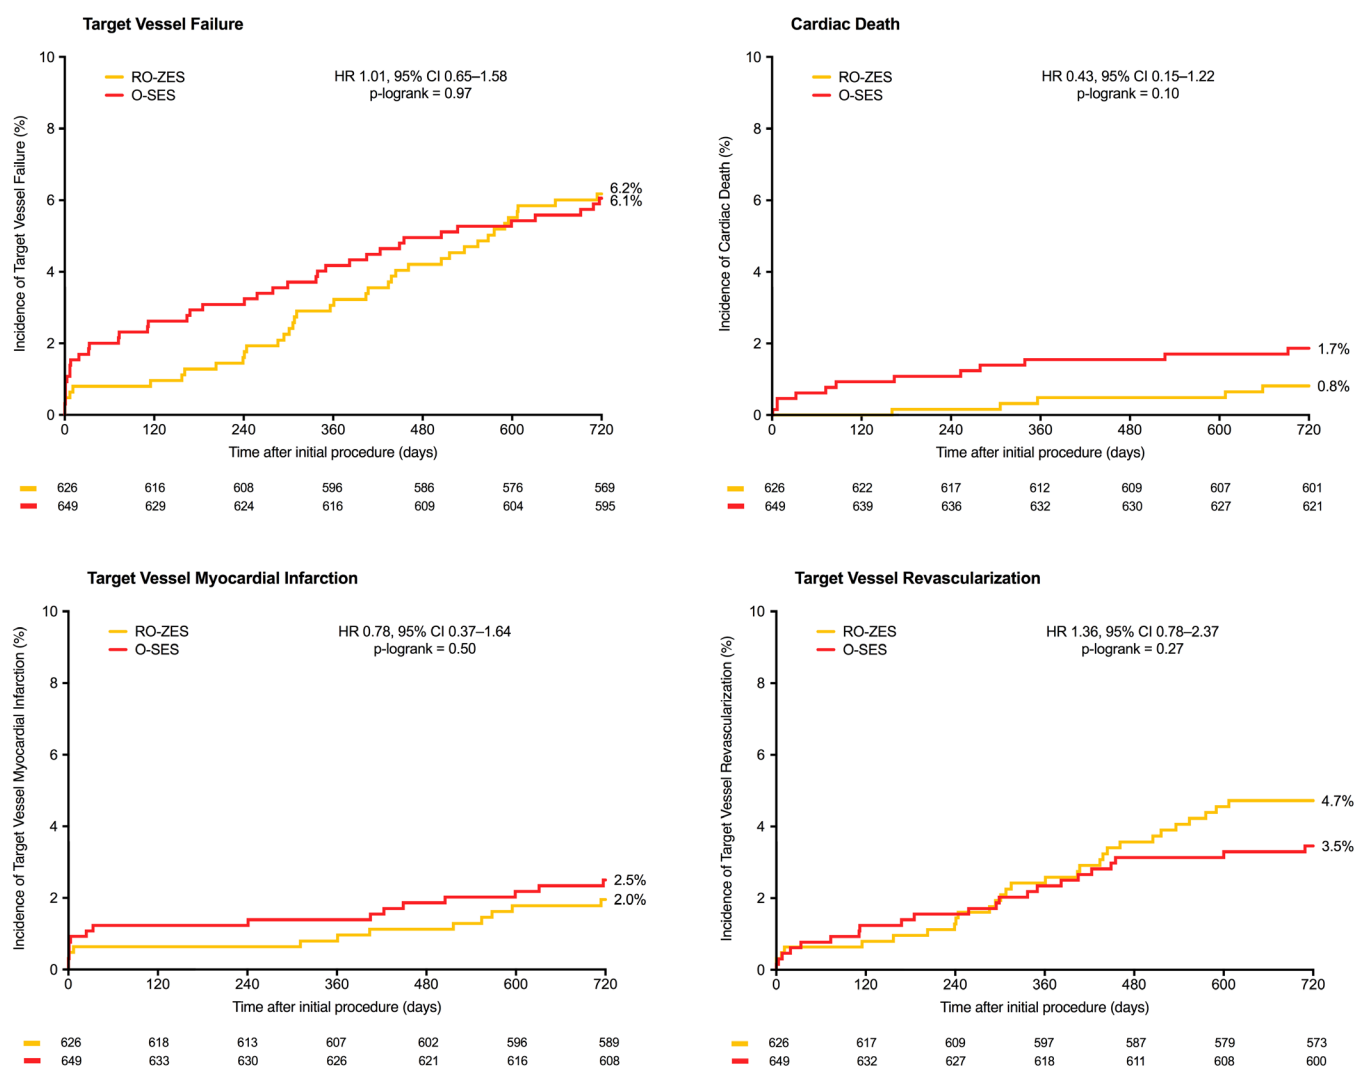 Target Vessel Failure
RO-ZES
O-SES
HR 1.01, 95% CI 0.65–1.58
p-logrank = 0.97
Incidence of Target Vessel Failure (%)
10
8
6
4
2
0
6.2%
6.1%
0 120 240 360 480 600 720
Time after initial procedure (days)
626 616 608 596 586 576 569
649 629 624 616 609 604 595
Cardiac Death
RO-ZES
O-SES
HR 0.43, 95% CI 0.15–1.22
p-logrank = 0.10
Incidence of Cardiac Death (%)
10
8
6
4
2
0
1.7%
0.8%
0 120 240 360 480 600 720
Time after initial procedure (days)
626 622 617 612 609 607 601
649 639 636 632 630 627 621
Target Vessel Myocardial Infarction
RO-ZES
O-SES
HR 0.78, 95% CI 0.37–1.64
p-logrank = 0.50
Incidence of Target Vessel Myocardial Infarction (%)
10
8
6
4
2
0
2.5%
2.0%
0 120 240 360 480 600 720
Time after initial procedure (days)
626 618 613 607 602 596 589
649 633 630 626 621 616 608
Target Vessel Revascularization
RO-ZES
O-SES
HR 1.36, 95% CI 0.78–2.37
p-logrank = 0.27
Incidence of Target Vessel Revascularization (%)
10
8
6
4
2
0
4.7%
3.5%
0 120 240 360 480 600 720
Time after initial procedure (days)
626 617 609 597 587 579 573
649 632 627 618 611 608 600